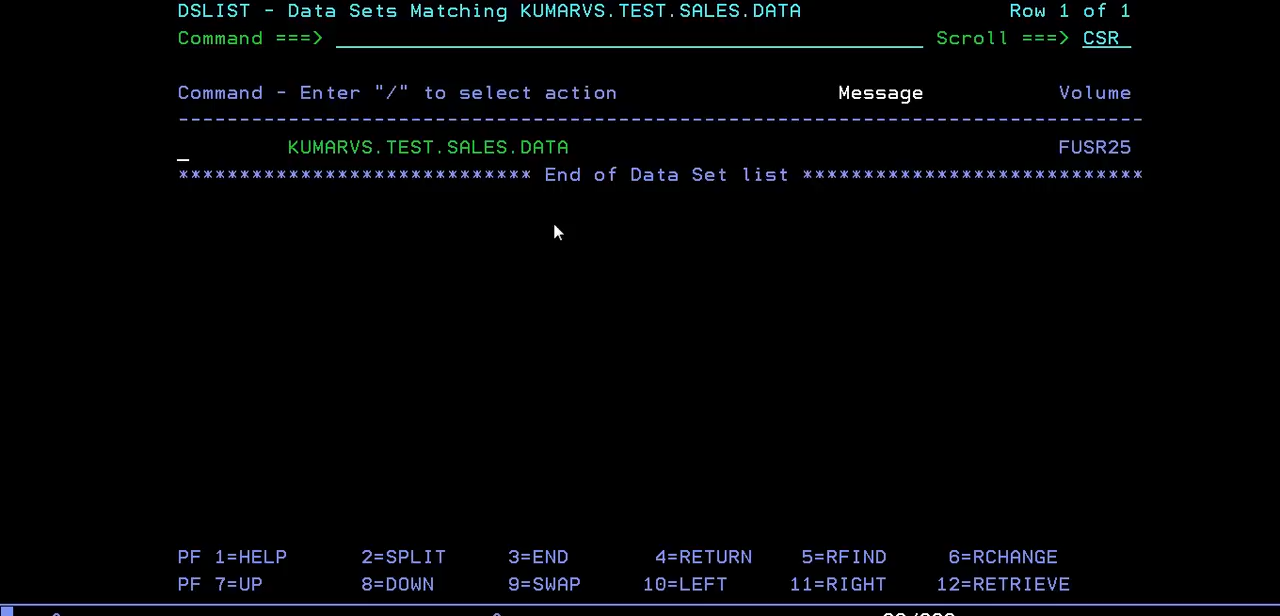 DSLIST - Data Sets Matching KUMARVS.TEST.SALES.DATA Row 1 of 1
Command ===> Scroll ===> CSR
Command - Enter "/" to select action Message Volume
-------------------------------------------------------------------------------
KUMARVS.TEST.SALES.DATA FUSR25
***************************** End of Data Set list ****************************
PF 1=HELP 2=SPLIT 3=END 4=RETURN 5=RFIND 6=RCHANGE
PF 7=UP 8=DOWN 9=SWAP 10=LEFT 11=RIGHT 12=RETRIEVE